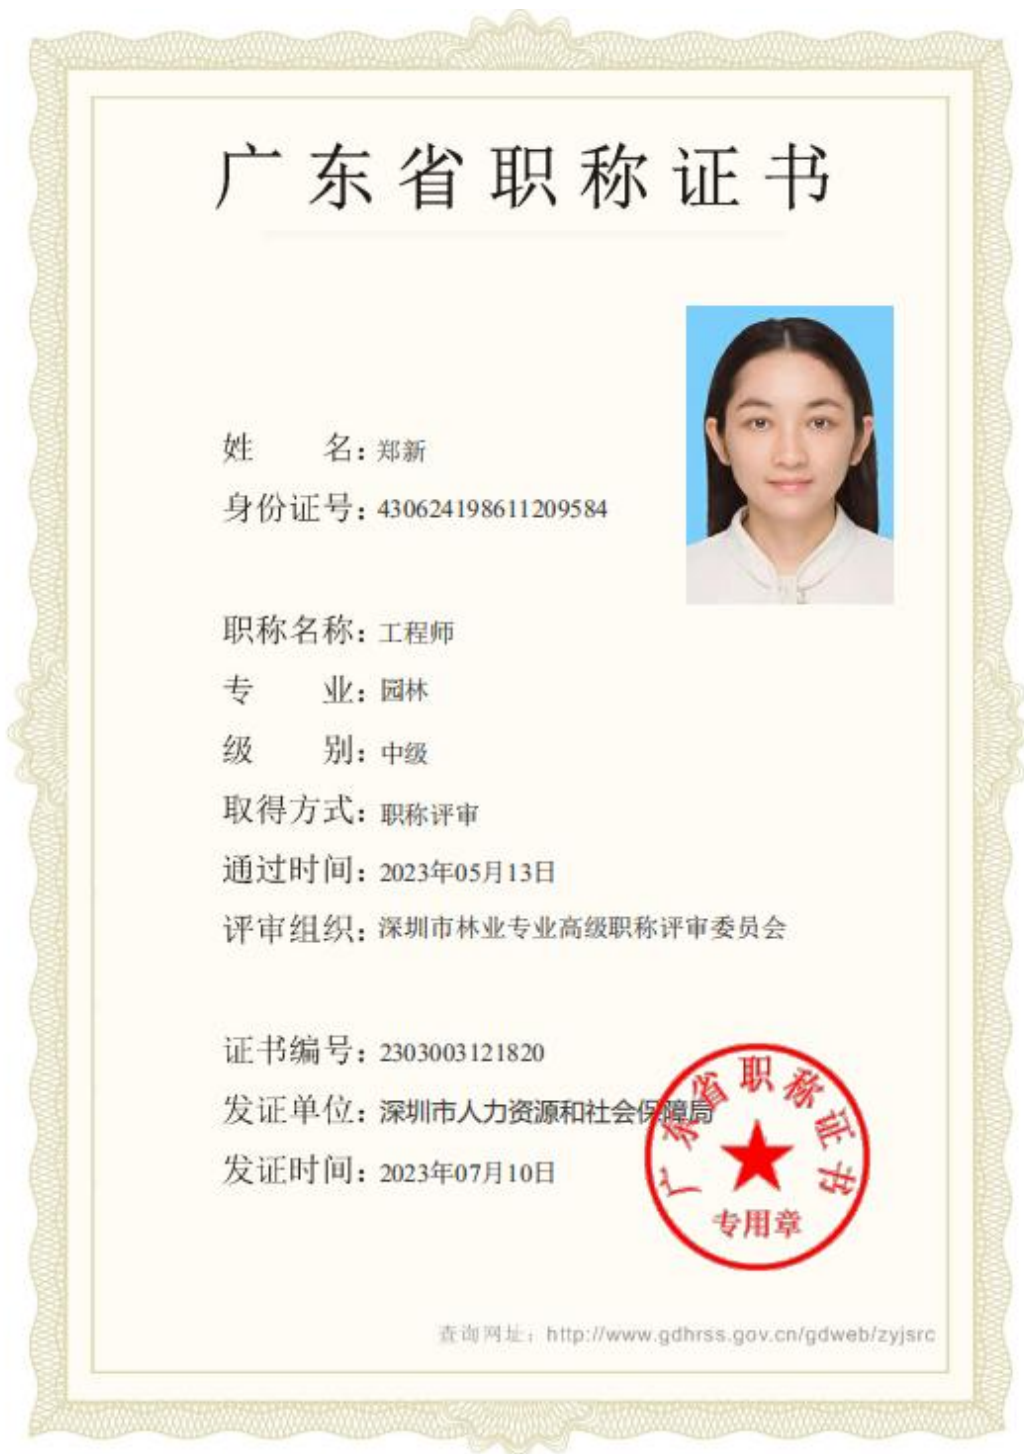 广东省职称证书
姓 名：郑新
身份证号：430624198611209584
职称名称：工程师
专 业：园林
级 别：中级
取得方式：职称评审
通过时间：2023年05月13日
评审组织：深圳市林业专业高级职称评审委员会
证书编号：2303003121820
发证单位：深圳市人力资源和社会保障局
发证时间：2023年07月10日
广东省职称证书
专用章
查询网址：http://www.gdhrss.gov.cn/gdweb/zyjsrc